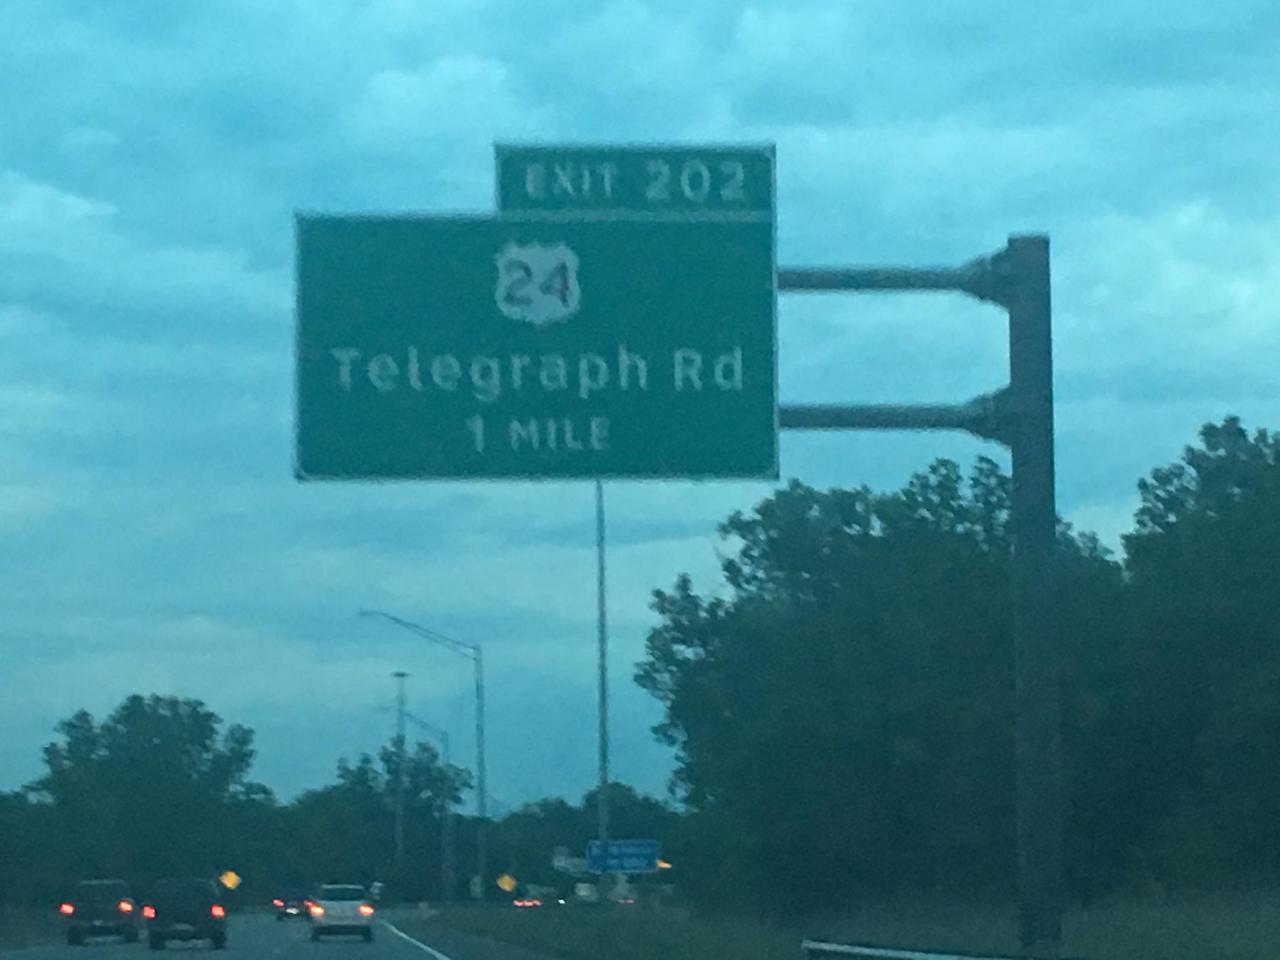 EXIT 202
24
Telegraph Rd
1 MILE